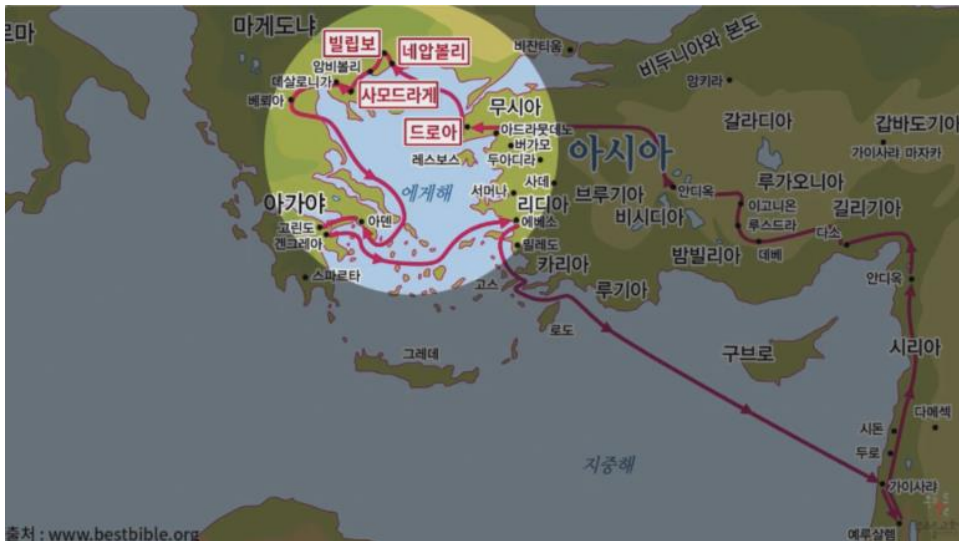 르마
마게도냐
빌립보
네압볼리
비잔티움
비두니아와 본도
암비볼리
데살로니가
앙키라
베뢰아
사모드라게
무시아
드로아
아드라뭇데노
버가모
레스보스
두아디라
아시아
갈라디아
갑바도기아
가이사랴 마자카
에게해
사데
서머나
브루기아
안디옥
루가오니아
아가야
아덴
리디아
비시디아
이고니온
길리기아
고린도
에베소
루스드라
겐그레아
밀레도
밤빌리아
데베
다소
스파르타
카리아
고스
루기아
안디옥
로도
그레데
구브로
시리아
다메섹
시돈
두로
지중해
가이사랴
예루살렘
출처 : www.bestbible.org